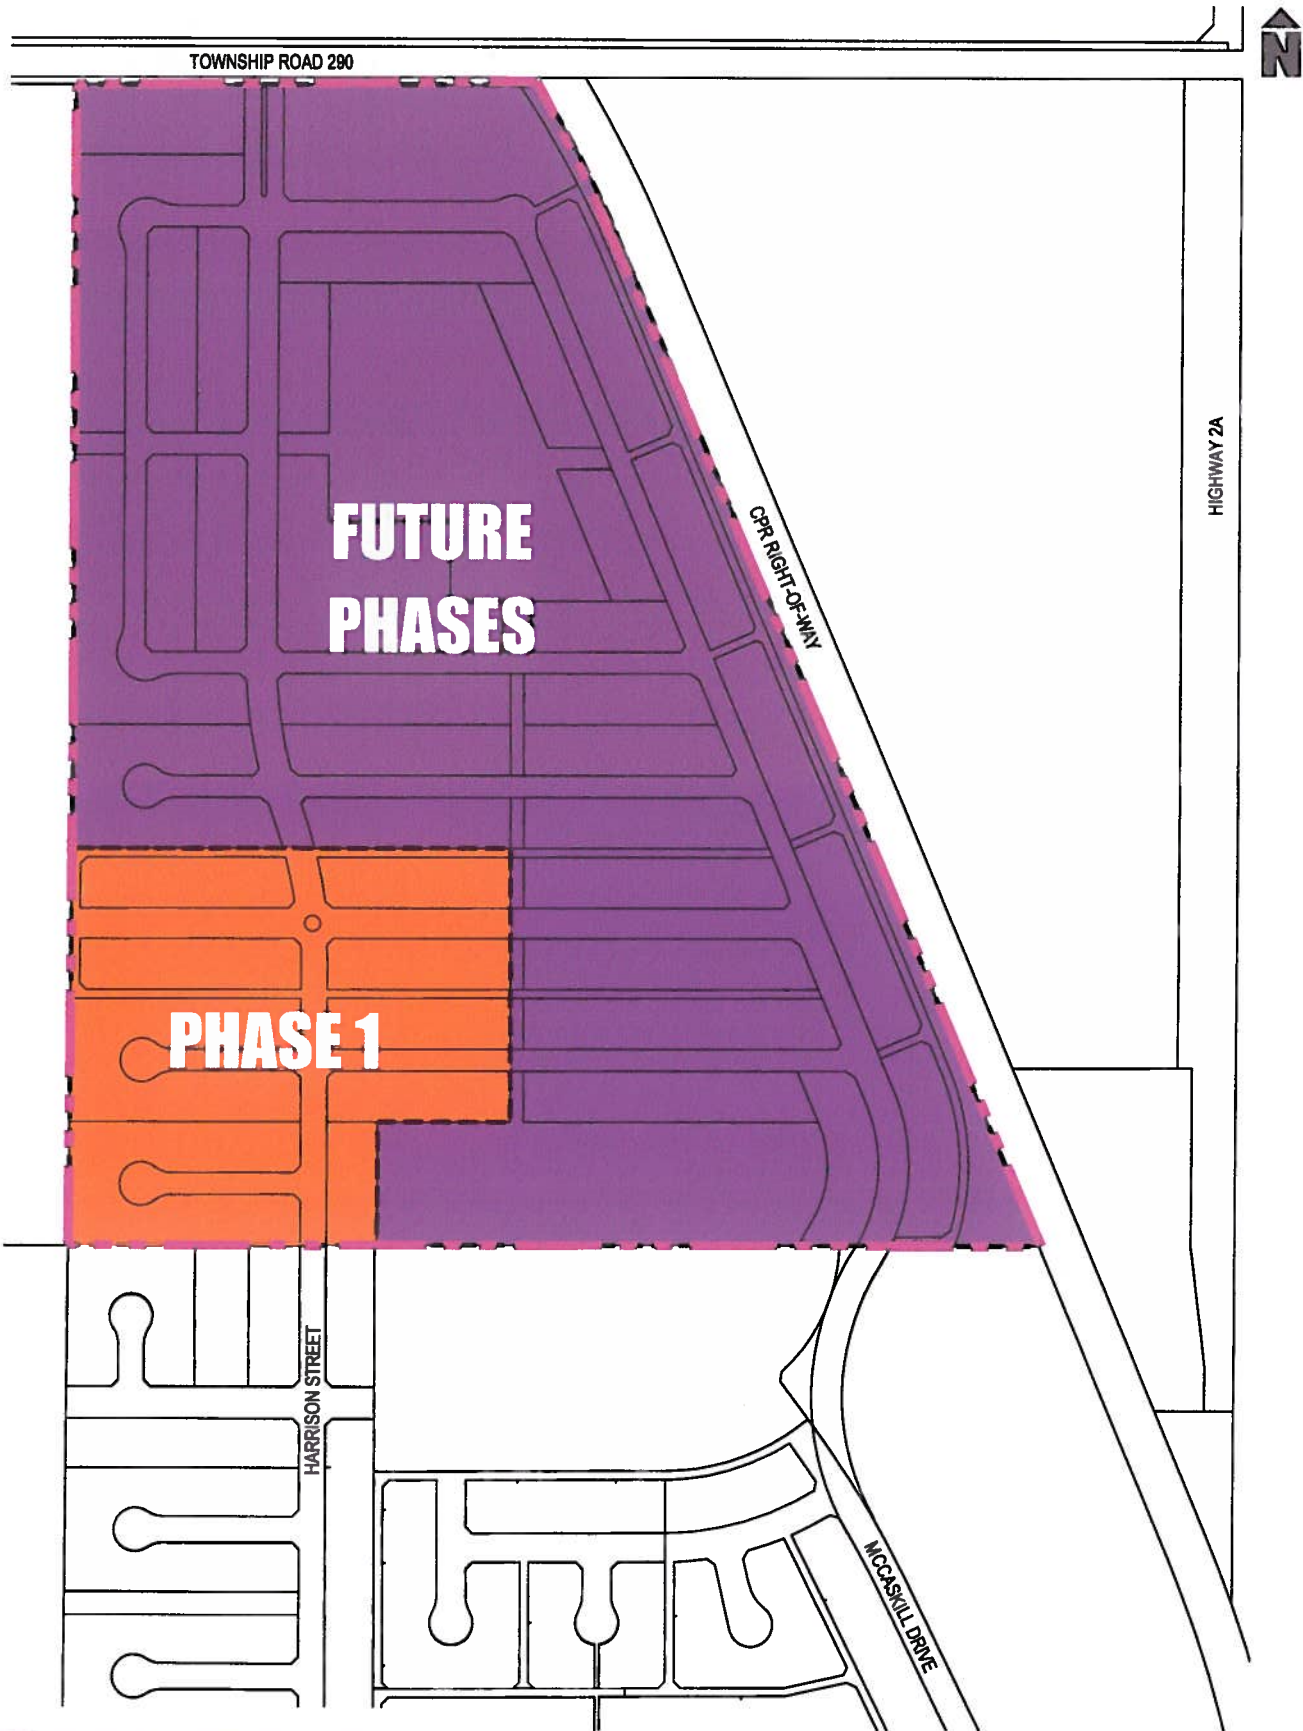 N
TOWNSHIP ROAD 290
HIGHWAY 2A
FUTURE
PHASES
CPR RIGHT-OF-WAY
PHASE 1
HARRISON STREET
MCCASKILL DRIVE